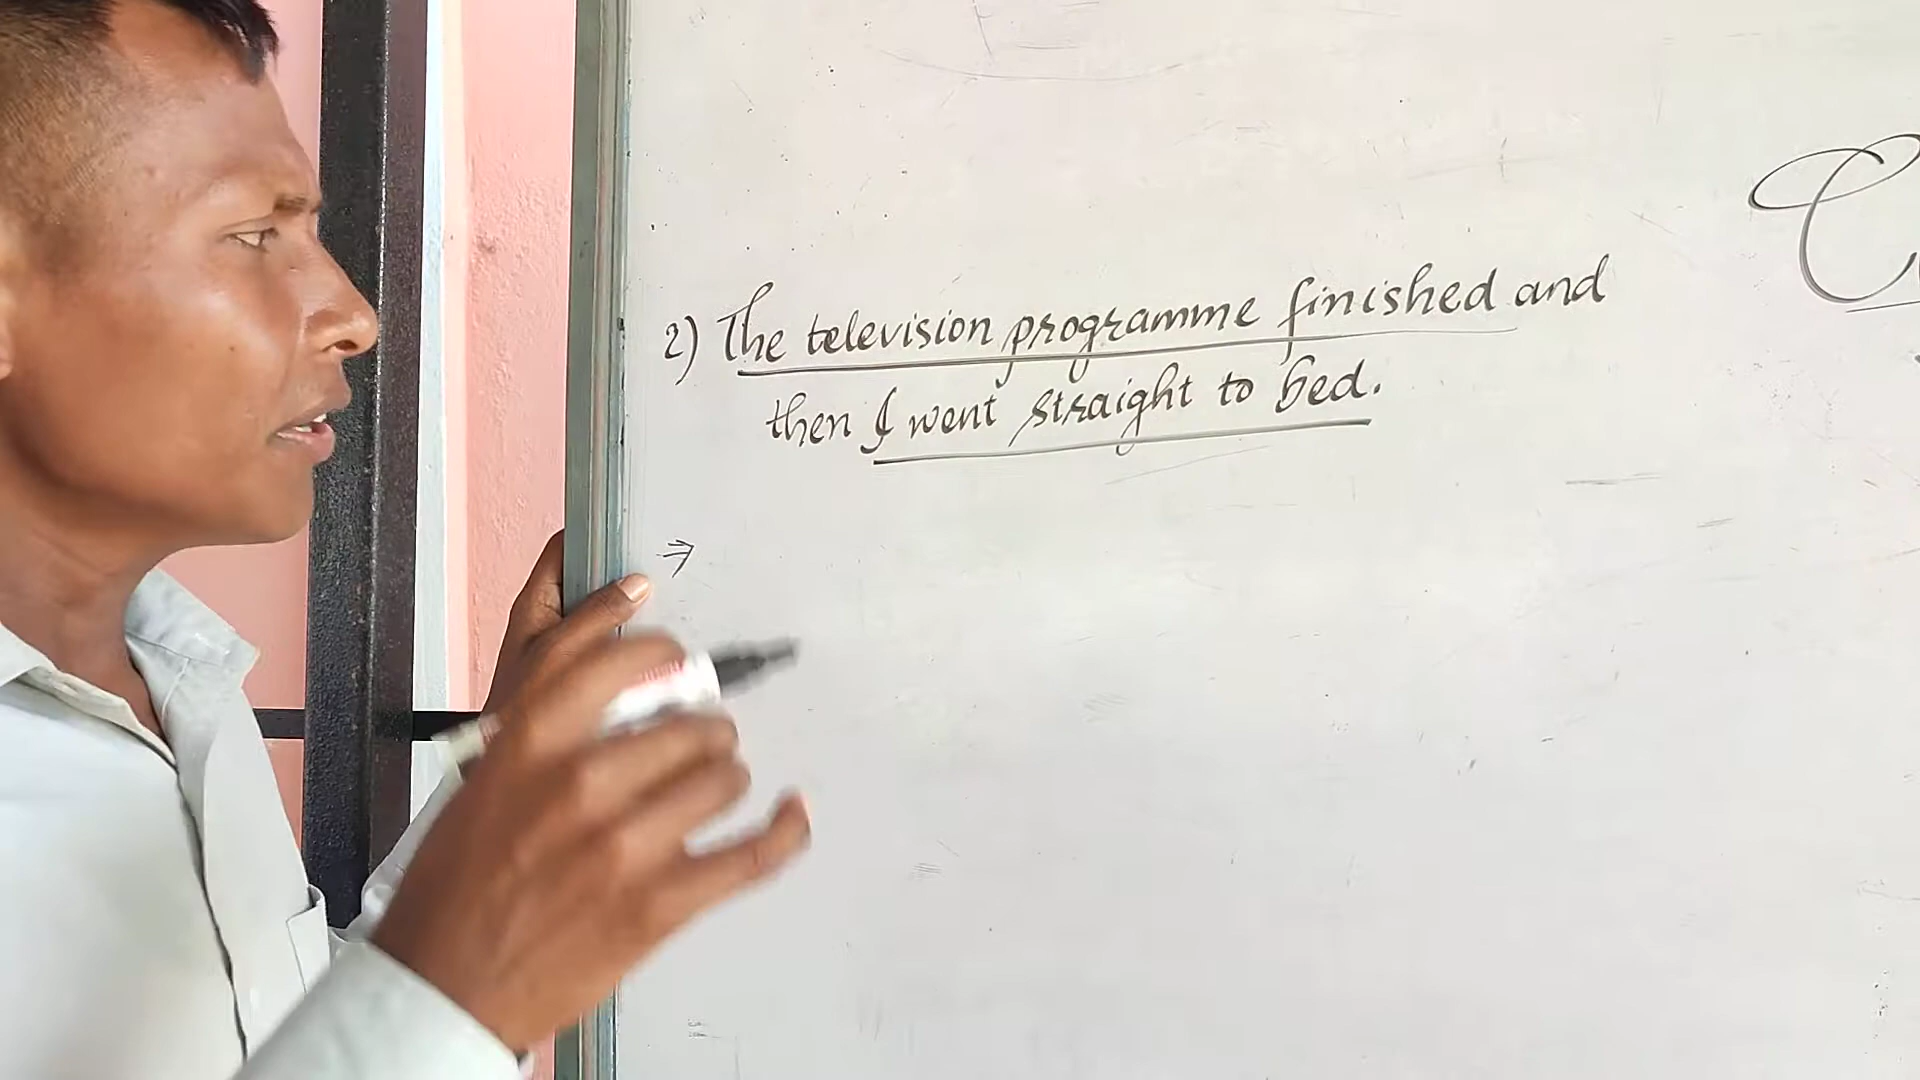 2) The television programme finished and
then I went straight to bed.
⇒